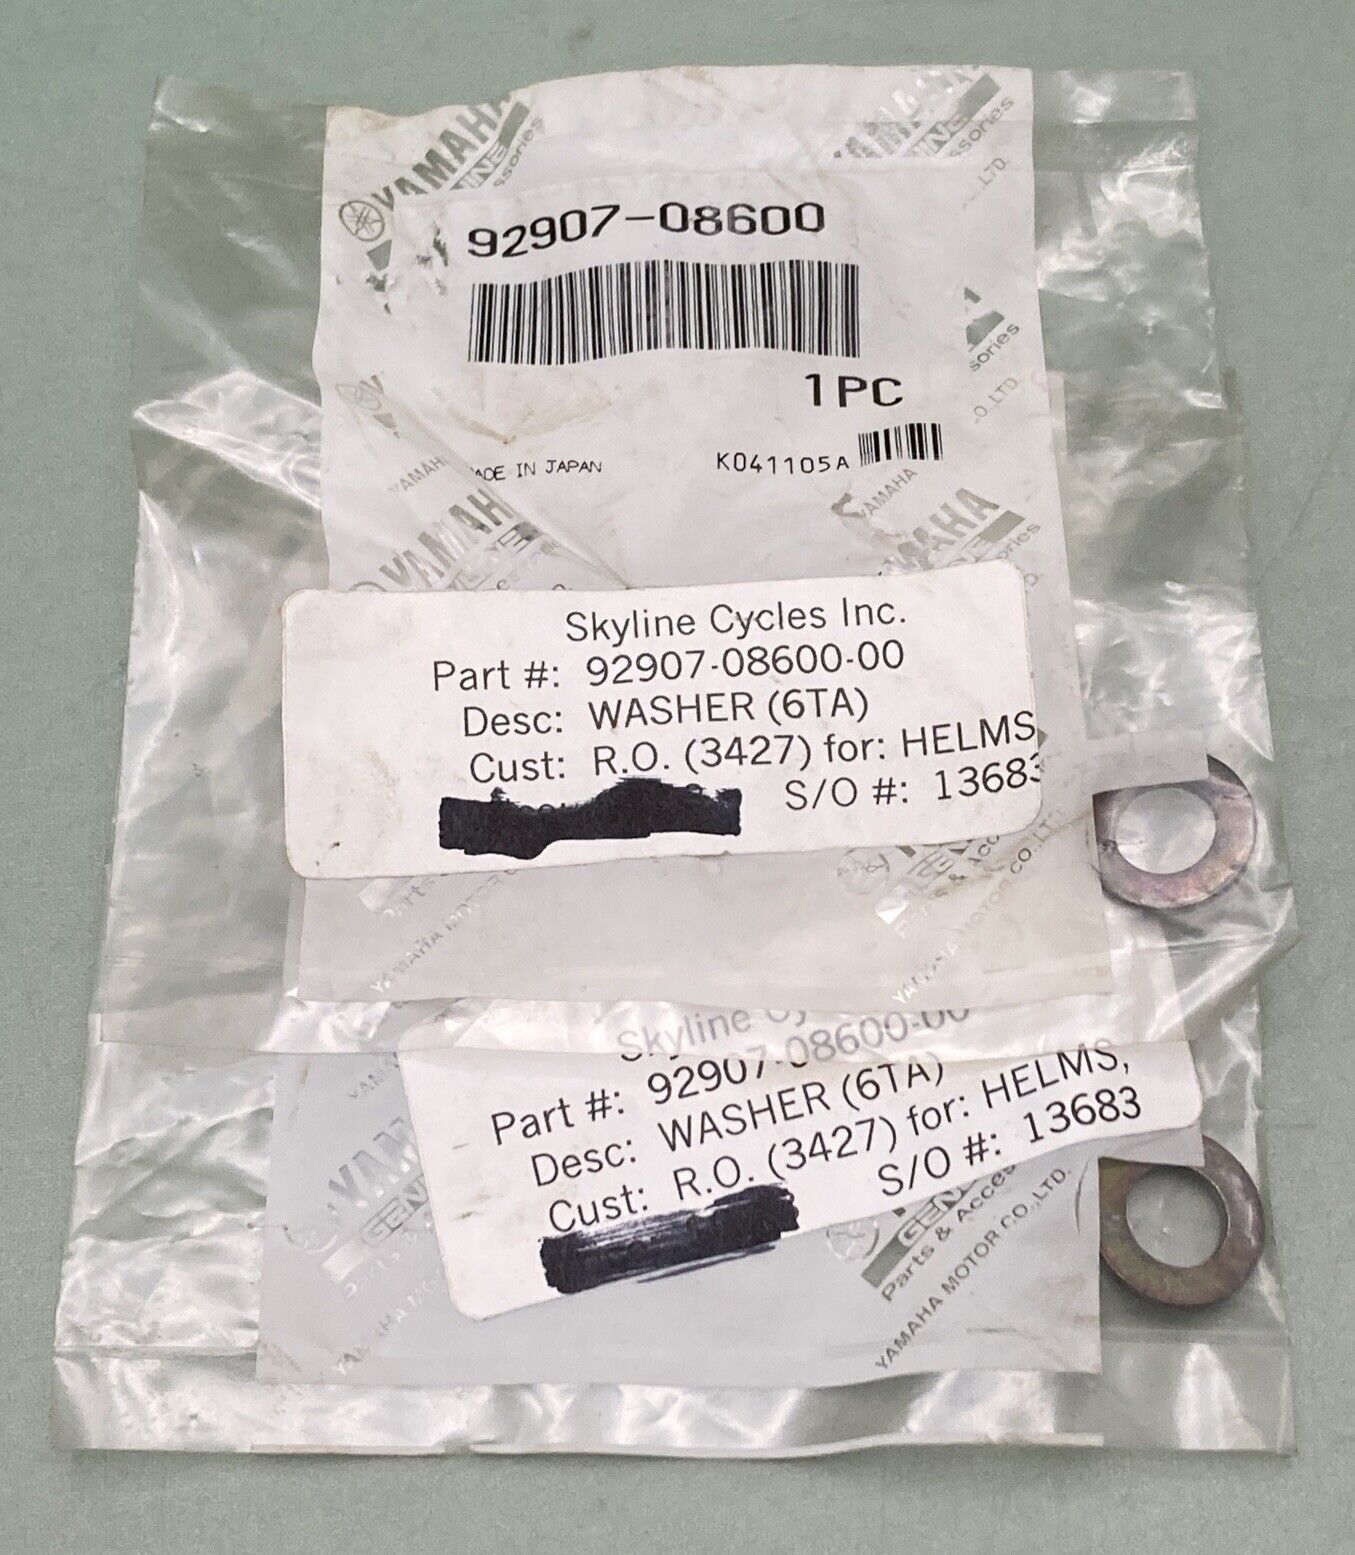 YAMAHA
92907-08600
1PC
MADE IN JAPAN
K041105A
YAMAHA
Skyline Cycles Inc.
Part #: 92907-08600-00
Desc: WASHER (6TA)
Cust: R.O. (3427) for: HELMS,
S/O #: 13683
Skyline
Part #: 92907-08600-00
Desc: WASHER (6TA)
Cust: R.O. (3427) for: HELMS,
S/O #: 13683
Parts & Acces
YAMAHA MOTOR CO., LTD.